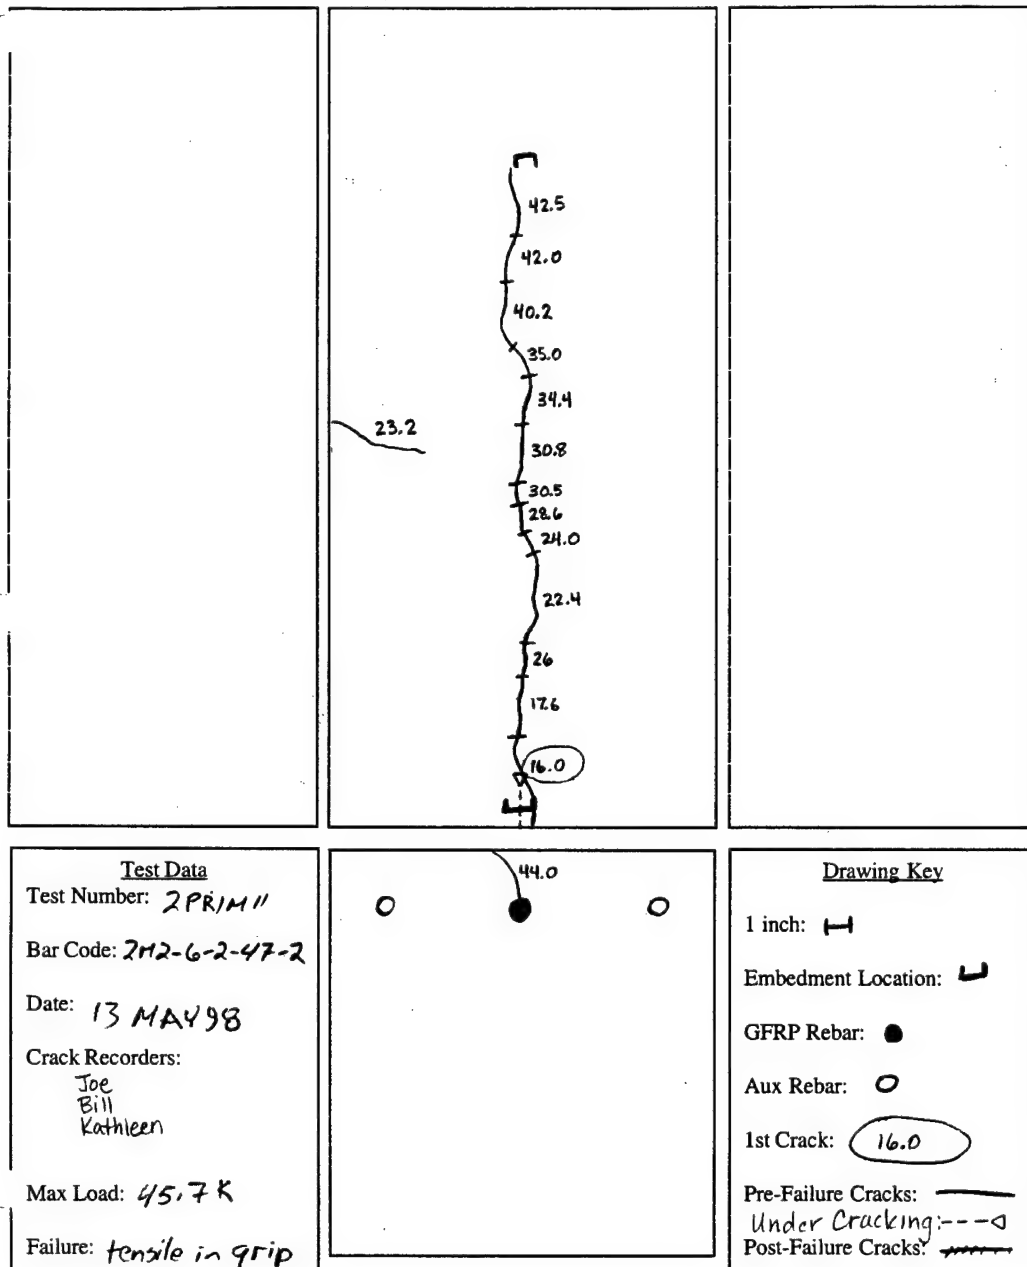 42.5
42.0
40.2
35.0
34.4
23.2
30.8
30.5
28.6
24.0
22.4
26
17.6
16.0
44.0
Test Data
Test Number: 2PRIM11
Bar Code: 2M2-6-2-47-2
Date: 13 MAY 98
Crack Recorders:
Joe
Bill
Kathleen
Max Load: 45.7 K
Failure: tensile in grip
Drawing Key
1 inch:
Embedment Location:
GFRP Rebar:
Aux Rebar:
1st Crack: 16.0
Pre-Failure Cracks:
Under Cracking:
Post-Failure Cracks: